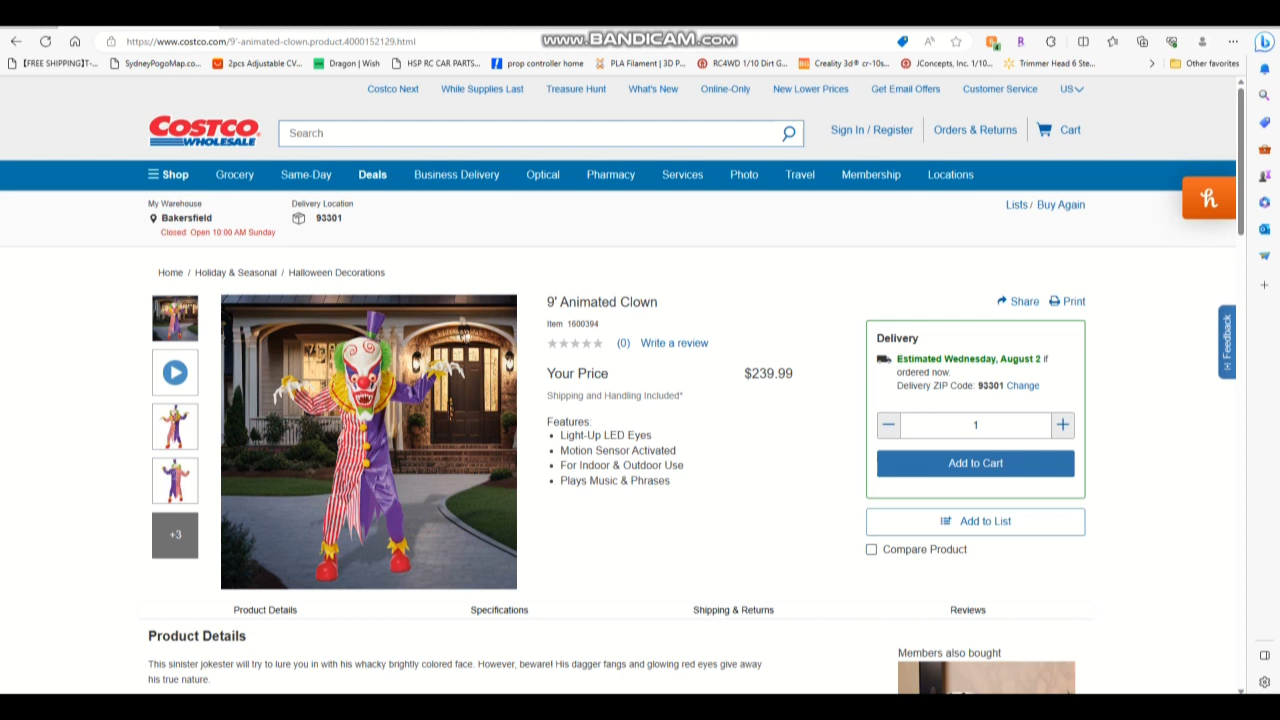 www.BANDICAM.com
https://www.costco.com/9'-animated-clown.product.4000152129.html
【FREE SHIPPING】T-...
SydneyPogoMap.co...
2pcs Adjustable CV...
Dragon | Wish
HSP RC CAR PARTS...
prop controller home
PLA Filament | 3D P...
RC4WD 1/10 Dirt G...
Creality 3d® cr-10s...
JConcepts, Inc. 1/10...
Trimmer Head 6 Ste...
Other favorites
Costco Next While Supplies Last Treasure Hunt What's New Online-Only New Lower Prices Get Email Offers Customer Service US
COSTCO WHOLESALE
Search
Sign In / Register Orders & Returns Cart
Shop Grocery Same-Day Deals Business Delivery Optical Pharmacy Services Photo Travel Membership Locations
My Warehouse Delivery Location
Bakersfield 93301
Closed: Open 10:00 AM Sunday
Lists / Buy Again
Home / Holiday & Seasonal / Halloween Decorations
9' Animated Clown
Item 1600394
(0) Write a review
Your Price $239.99
Shipping and Handling Included*
Features:
• Light-Up LED Eyes
• Motion Sensor Activated
• For Indoor & Outdoor Use
• Plays Music & Phrases
+3
Share Print
Delivery
Estimated Wednesday, August 2 if
ordered now.
Delivery ZIP Code: 93301 Change
1
Add to Cart
Add to List
Compare Product
Feedback
Product Details Specifications Shipping & Returns Reviews
Product Details
This sinister jokester will try to lure you in with his whacky brightly colored face. However, beware! His dagger fangs and glowing red eyes give away
his true nature.
Members also bought